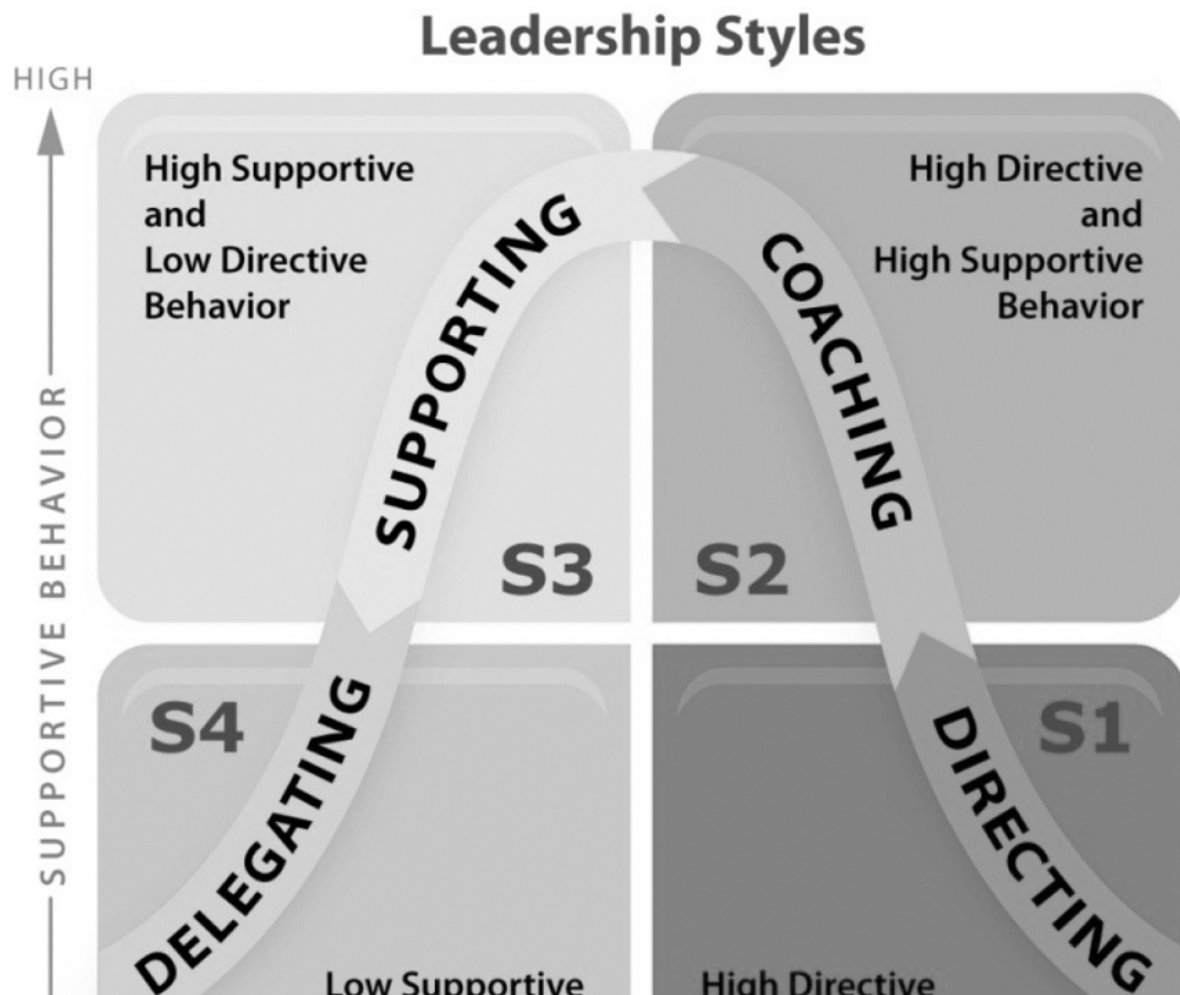 Leadership Styles
HIGH
SUPPORTIVE BEHAVIOR
High Supportive
and
Low Directive
Behavior
SUPPORTING
S3
High Directive
and
High Supportive
Behavior
COACHING
S2
S4
DELEGATING
Low Supportive
S1
DIRECTING
High Directive